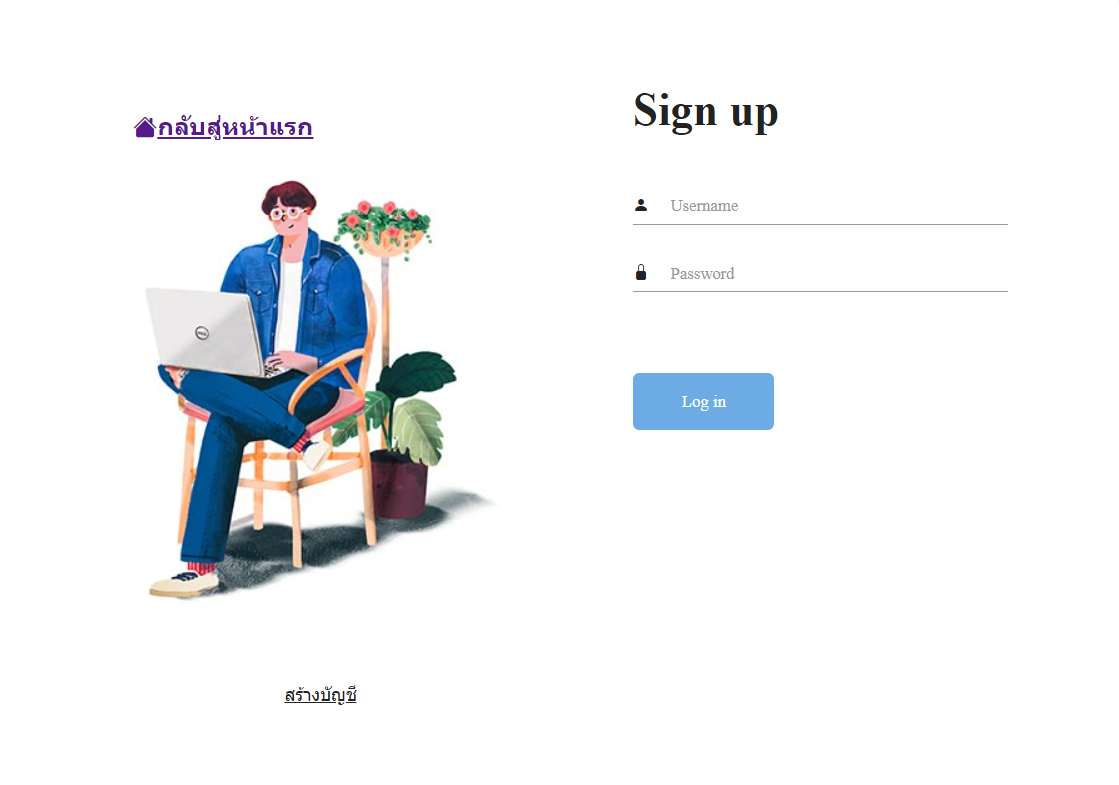 กลับสู่หน้าแรก
Sign up
Username
Password
Log in
สร้างบัญชี